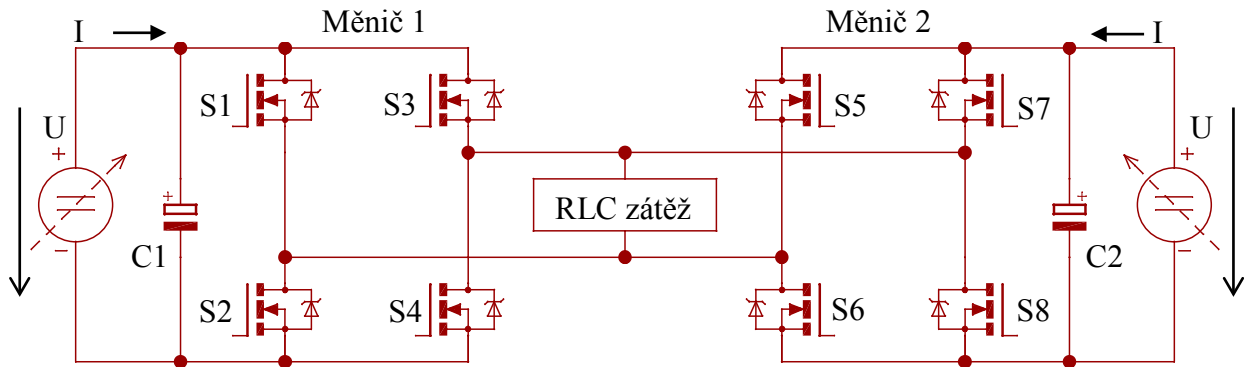 I Měnič 1 Měnič 2 I
S1 S3 S5 S7
U U
+ +
+ RLC zátěž +
− C1 C2 −
S2 S4 S6 S8